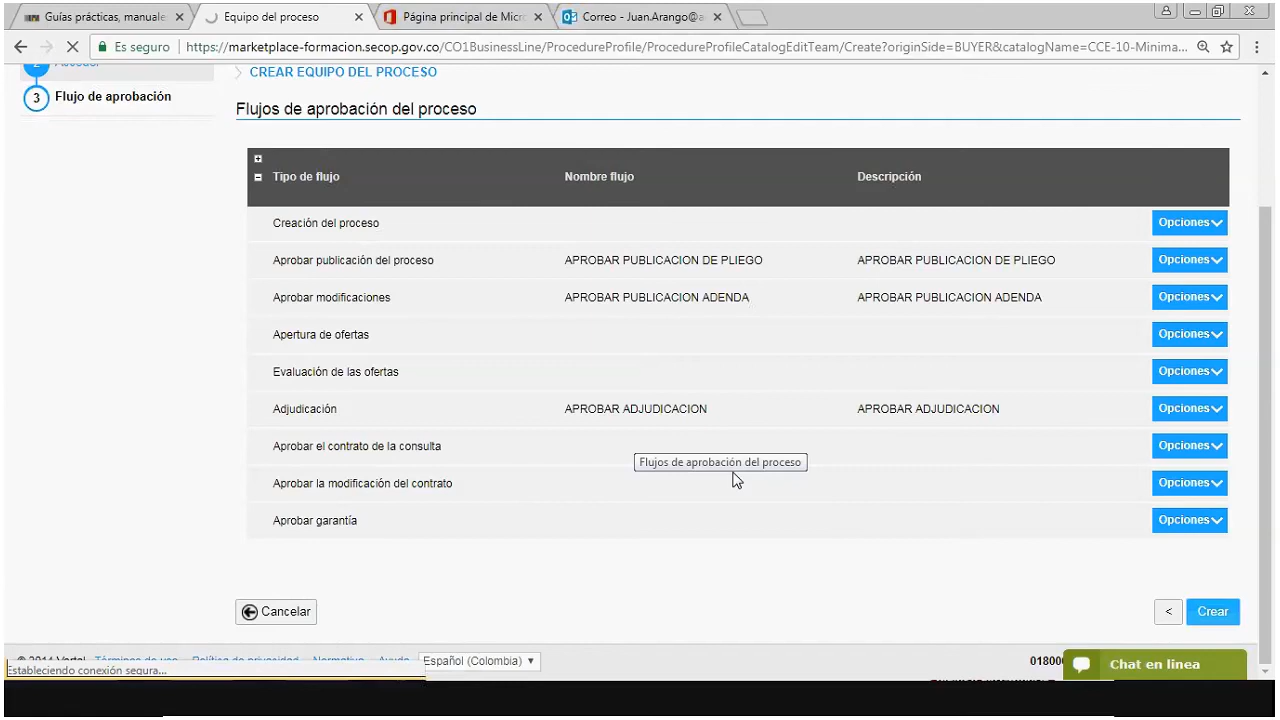 Guías prácticas, manuale
Equipo del proceso
Página principal de Micr
Correo - Juan.Arango@a
Es seguro
https://marketplace-formacion.secop.gov.co/CO1BusinessLine/ProcedureProfile/ProcedureProfileCatalogEditTeam/Create?originSide=BUYER&catalogName=CCE-10-Minima...
2
CREAR EQUIPO DEL PROCESO
3 Flujo de aprobación
Flujos de aprobación del proceso
Tipo de flujo Nombre flujo Descripción
Creación del proceso Opciones
Aprobar publicación del proceso APROBAR PUBLICACION DE PLIEGO APROBAR PUBLICACION DE PLIEGO Opciones
Aprobar modificaciones APROBAR PUBLICACION ADENDA APROBAR PUBLICACION ADENDA Opciones
Apertura de ofertas Opciones
Evaluación de las ofertas Opciones
Adjudicación APROBAR ADJUDICACION APROBAR ADJUDICACION Opciones
Aprobar el contrato de la consulta Opciones
Flujos de aprobación del proceso
Aprobar la modificación del contrato Opciones
Aprobar garantía Opciones
Cancelar < Crear
Español (Colombia)
Chat en linea
Estableciendo conexión segura...